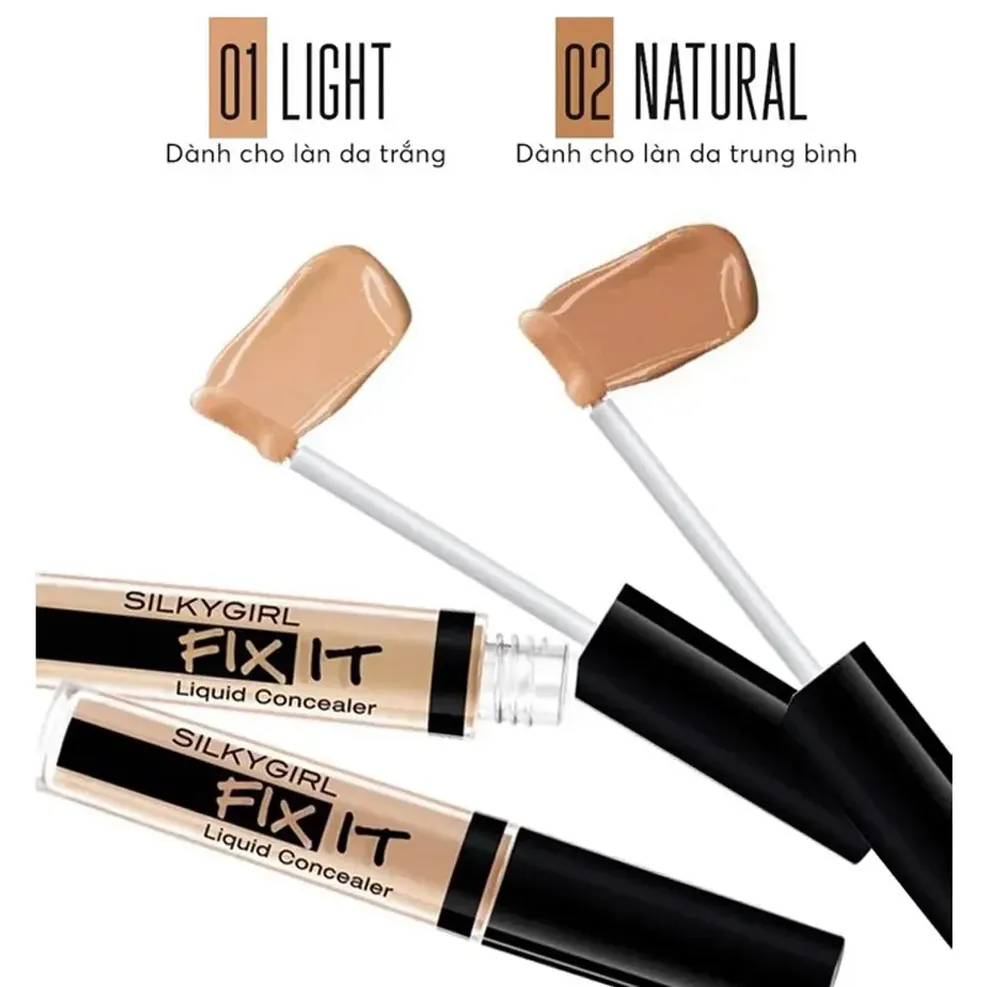 01 LIGHT
Dành cho làn da trắng
02 NATURAL
Dành cho làn da trung bình
SILKYGIRL
FIX IT
Liquid Concealer
SILKYGIRL
FIX IT
Liquid Concealer